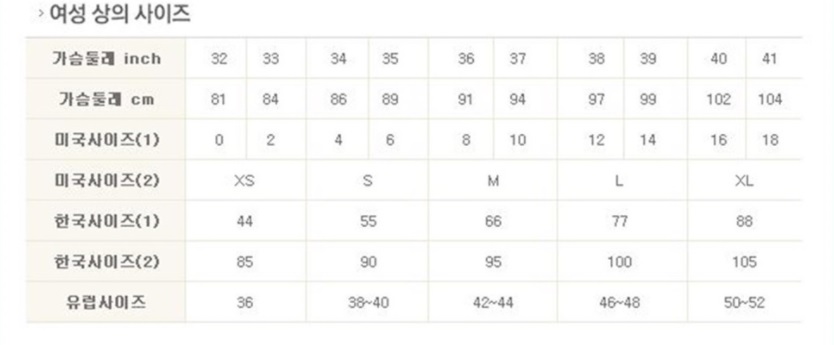 > 여성 상의 사이즈
가슴둘레 inch 32 33 34 35 36 37 38 39 40 41
가슴둘레 cm 81 84 86 89 91 94 97 99 102 104
미국사이즈(1) 0 2 4 6 8 10 12 14 16 18
미국사이즈(2) XS S M L XL
한국사이즈(1) 44 55 66 77 88
한국사이즈(2) 85 90 95 100 105
유럽사이즈 36 38~40 42~44 46~48 50~52